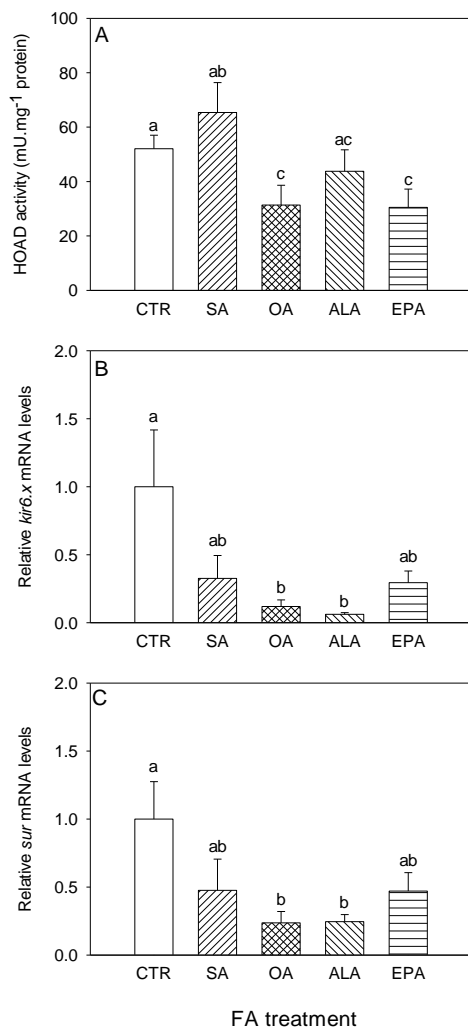 A
HOAD activity (mU.mg-1 protein)
100
80
60
40
20
0
a
ab
c
ac
c
CTR SA OA ALA EPA
B
Relative kir6.x mRNA levels
2.0
1.5
1.0
0.5
0.0
a
ab
b
b
ab
CTR SA OA ALA EPA
C
Relative sur mRNA levels
2.0
1.5
1.0
0.5
0.0
a
ab
b
b
ab
CTR SA OA ALA EPA
FA treatment